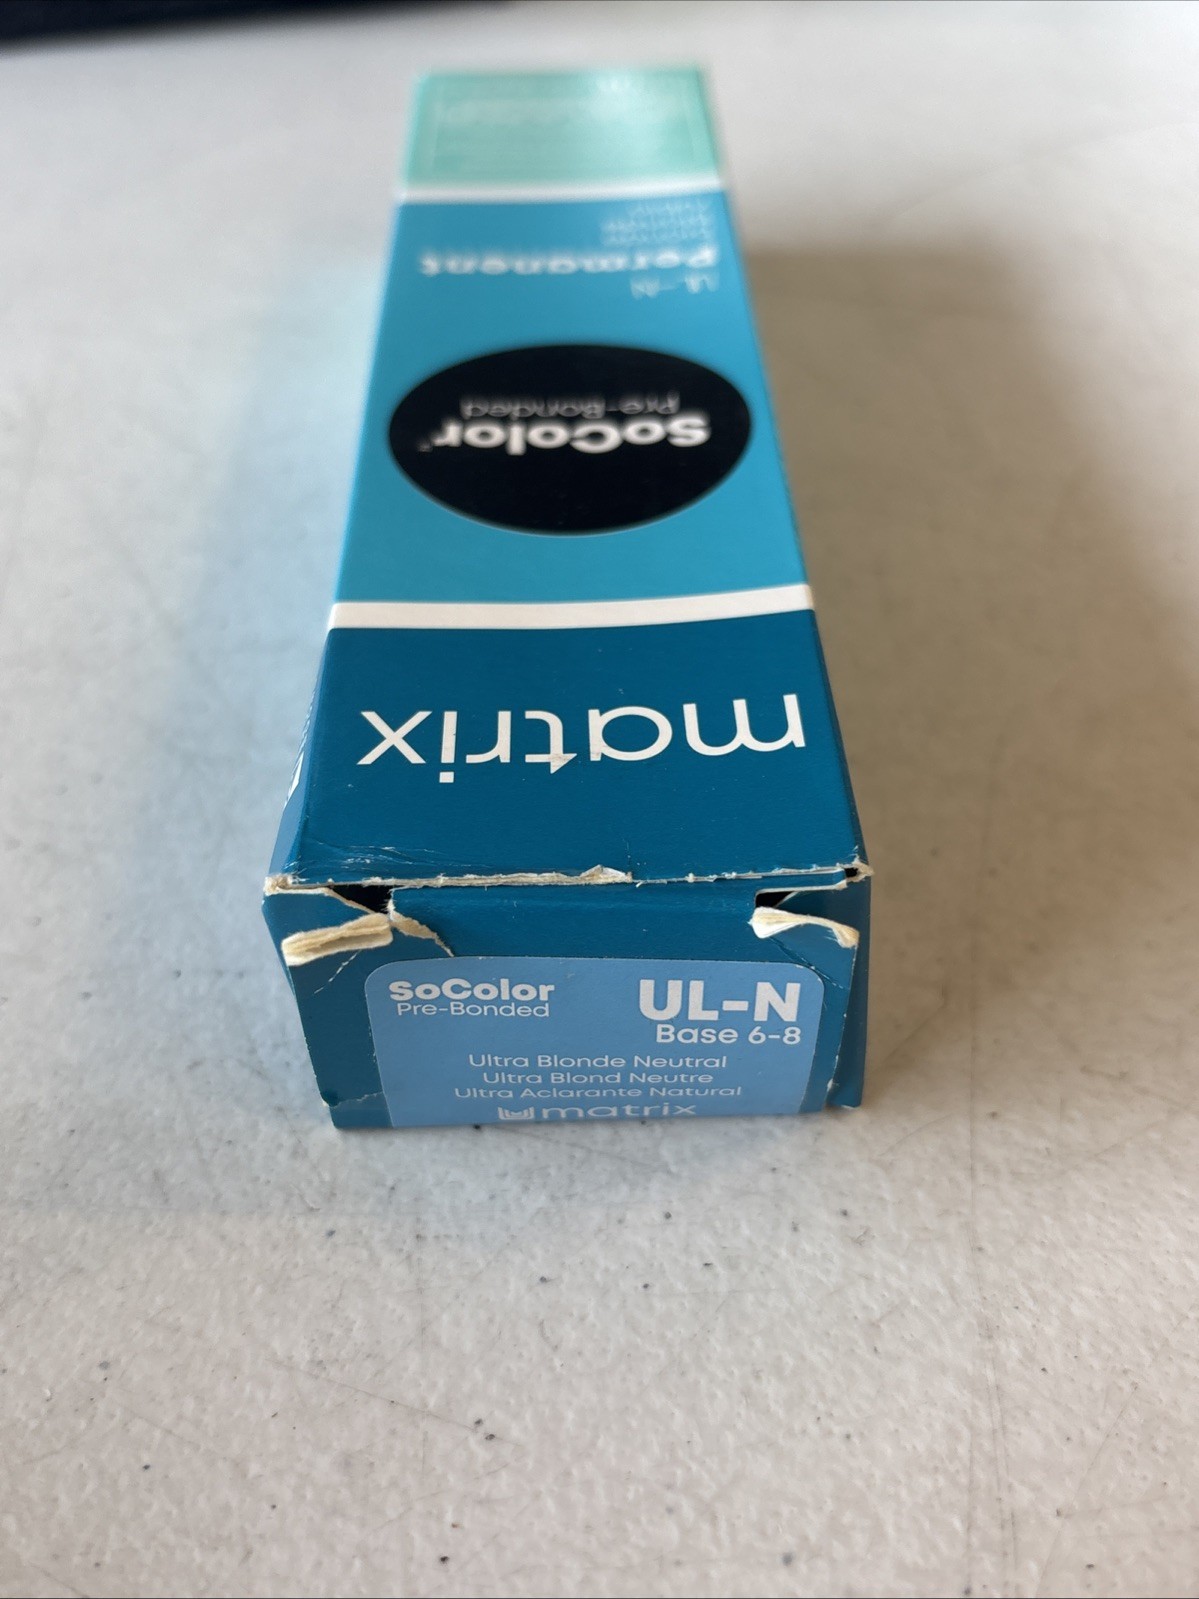 matrix
SoColor
Pre-Bonded
UL-N
Permanent
SoColor
Pre-Bonded
UL-N
Base 6-8
Ultra Blonde Neutral
Ultra Blond Neutre
Ultra Aclarante Natural
matrix